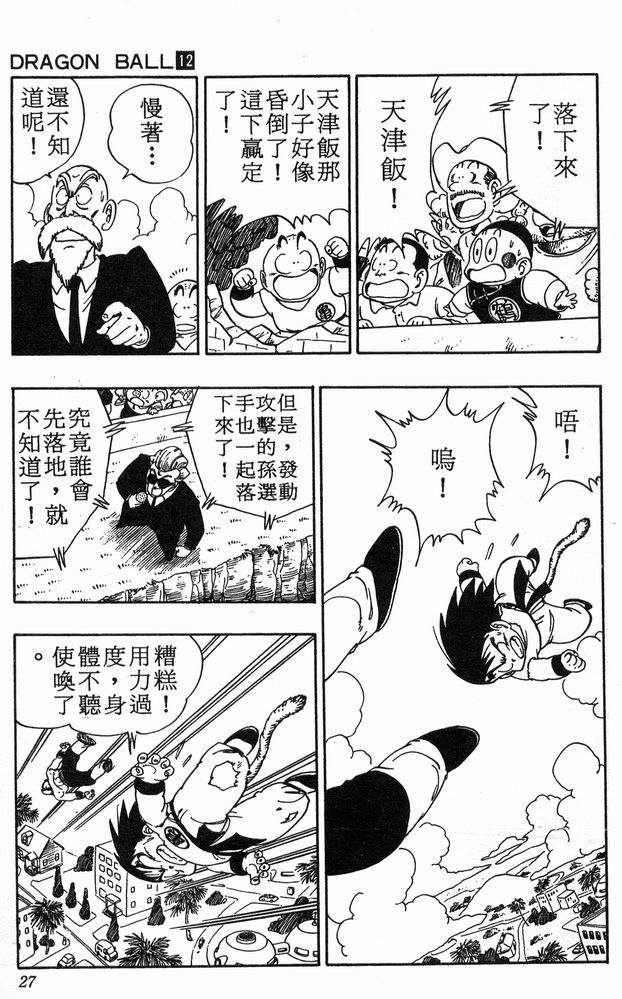 DRAGON BALL 12
落下來
了！
天津飯！
天津飯那
小子好像
昏倒了！
這下贏定
了！
慢著…
還不知
道呢！
唔！
嗚！
但是，發動
攻擊的孫選
手也一起落
下來了！
究竟誰會
先落地，就
不知道了！
糟糕！
用力過
度，身
體不聽
使喚了
。
27